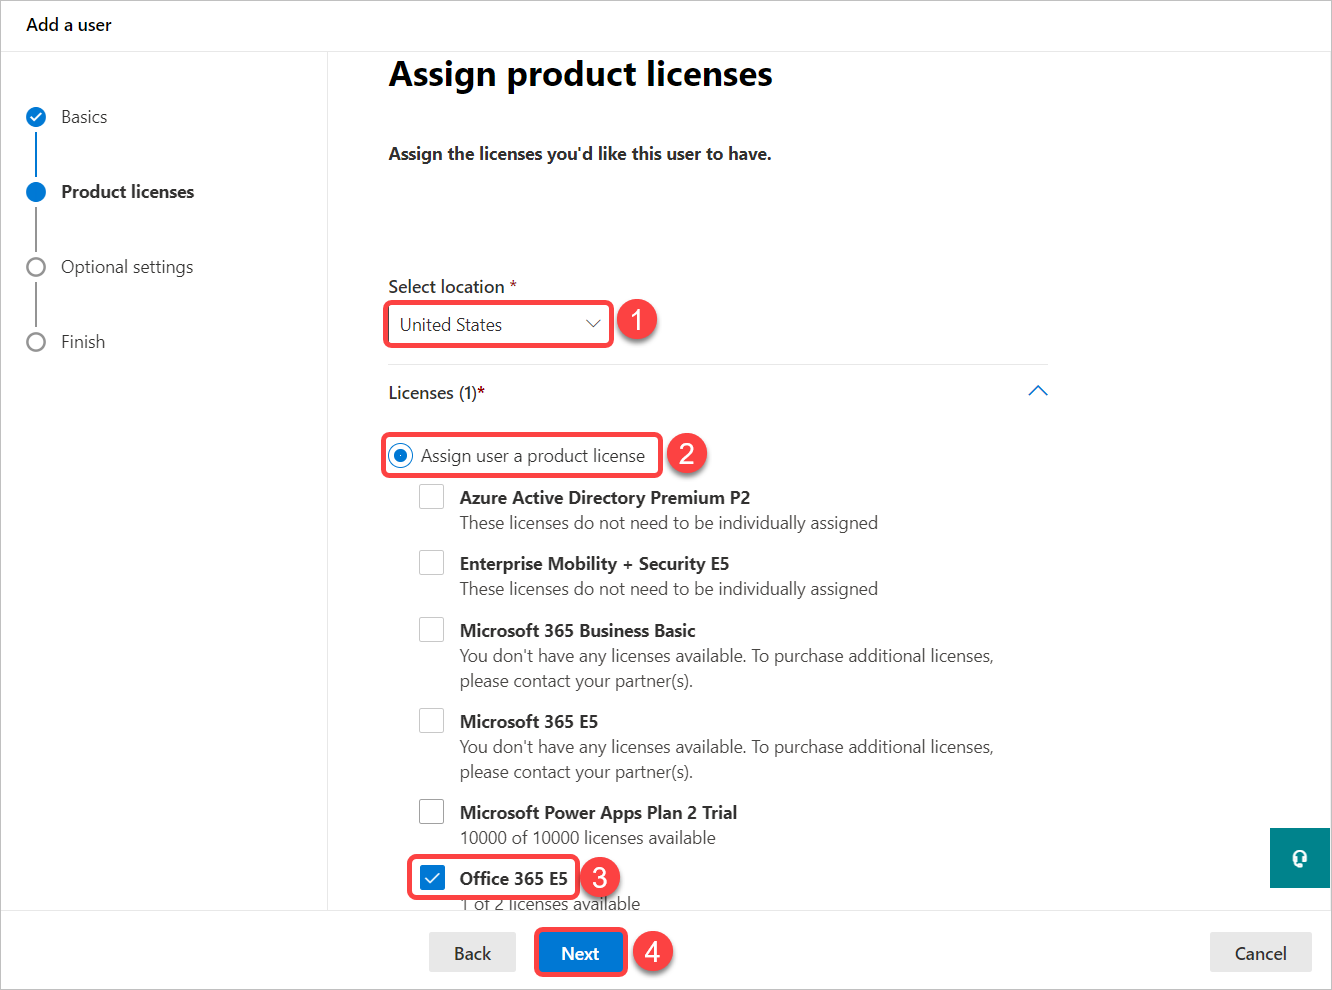 Add a user
Basics
Product licenses
Optional settings
Finish
Assign product licenses
Assign the licenses you'd like this user to have.
Select location *
United States
1
Licenses (1)*
Assign user a product license
2
Azure Active Directory Premium P2
These licenses do not need to be individually assigned
Enterprise Mobility + Security E5
These licenses do not need to be individually assigned
Microsoft 365 Business Basic
You don't have any licenses available. To purchase additional licenses,
please contact your partner(s).
Microsoft 365 E5
You don't have any licenses available. To purchase additional licenses,
please contact your partner(s).
Microsoft Power Apps Plan 2 Trial
10000 of 10000 licenses available
Office 365 E5
3
1 of 2 licenses available
Back
Next
4
Cancel